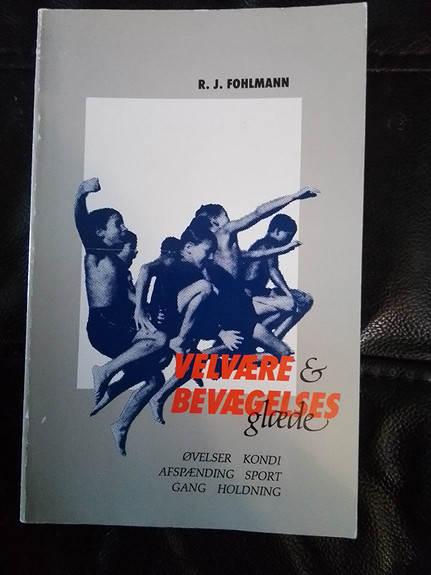 R. J. FOHLMANN
VELVÆRE &
BEVÆGELSES
glæde
ØVELSER KONDI
AFSPÆNDING SPORT
GANG HOLDNING